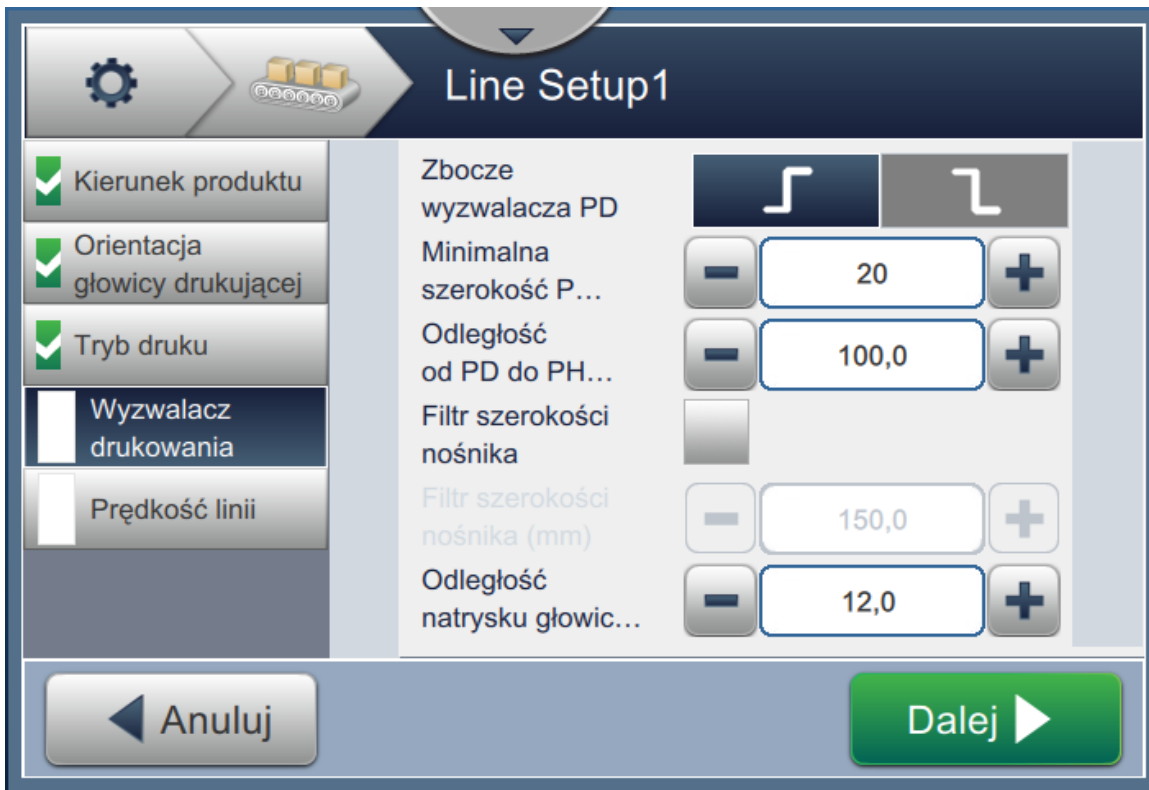 Line Setup1
Kierunek produktu
Orientacja
głowicy drukującej
Tryb druku
Wyzwalacz
drukowania
Prędkość linii
Zbocze
wyzwalacza PD
Minimalna
szerokość P…
20
Odległość
od PD do PH…
100,0
Filtr szerokości
nośnika
Filtr szerokości
nośnika (mm)
150,0
Odległość
natrysku głowic…
12,0
Anuluj
Dalej